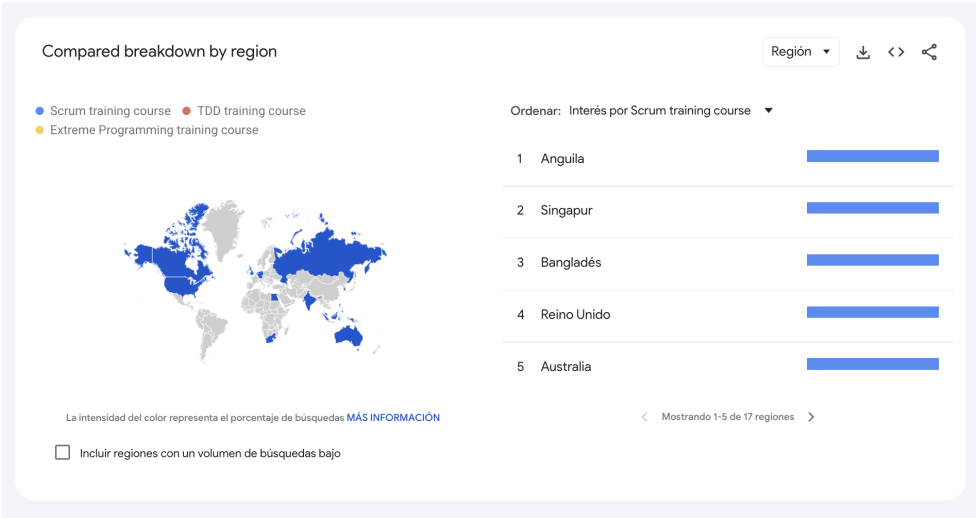 Compared breakdown by region
Región
Scrum training course
TDD training course
Extreme Programming training course
Ordenar: Interés por Scrum training course
1 Anguila
2 Singapur
3 Bangladés
4 Reino Unido
5 Australia
La intensidad del color representa el porcentaje de búsquedas MÁS INFORMACIÓN
Mostrando 1-5 de 17 regiones
Incluir regiones con un volumen de búsquedas bajo